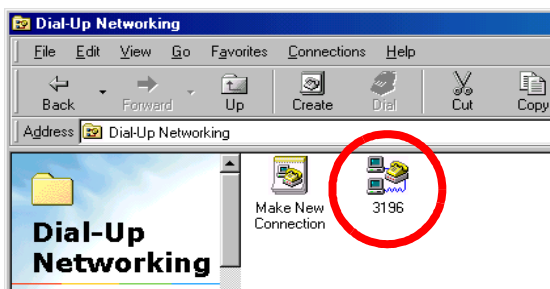 Dial-Up Networking
File Edit View Go Favorites Connections Help
Back Forward Up Create Dial Cut Copy
Address Dial-Up Networking
Make New
Connection
3196
Dial-Up
Networking